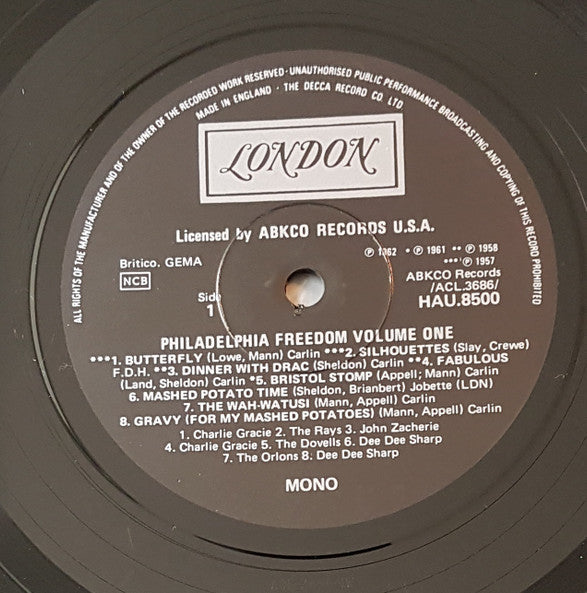 ALL RIGHTS OF THE MANUFACTURER AND OF THE OWNER OF THE RECORDED WORK RESERVED · UNAUTHORISED PUBLIC PERFORMANCE BROADCASTING AND COPYING OF THIS RECORD PROHIBITED
MADE IN ENGLAND · THE DECCA RECORD CO LTD
LONDON
Licensed by ABKCO RECORDS U.S.A.
Britico. GEMA
℗ 1962 • ℗ 1961 •• ℗ 1958
•••℗ 1957
NCB
ABKCO Records
Side
/ACL.3686/
1
HAU.8500
PHILADELPHIA FREEDOM VOLUME ONE
***1. BUTTERFLY (Lowe, Mann) Carlin ***2. SILHOUETTES (Slay, Crewe)
F.D.H. **3. DINNER WITH DRAC (Sheldon) Carlin **4. FABULOUS
(Land, Sheldon) Carlin *5. BRISTOL STOMP (Appell; Mann) Carlin
6. MASHED POTATO TIME (Sheldon, Brianbert) Jobette (LDN)
7. THE WAH-WATUSI (Mann, Appell) Carlin
8. GRAVY (FOR MY MASHED POTATOES) (Mann, Appell) Carlin
1. Charlie Gracie 2. The Rays 3. John Zacherie
4. Charlie Gracie 5. The Dovells 6. Dee Dee Sharp
7. The Orlons 8: Dee Dee Sharp
MONO